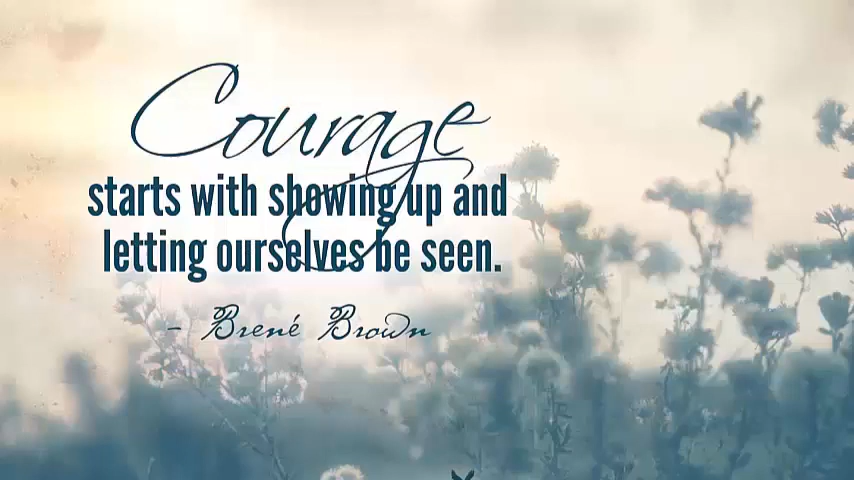 Courage
starts with showing up and
letting ourselves be seen.
- Brené Brown